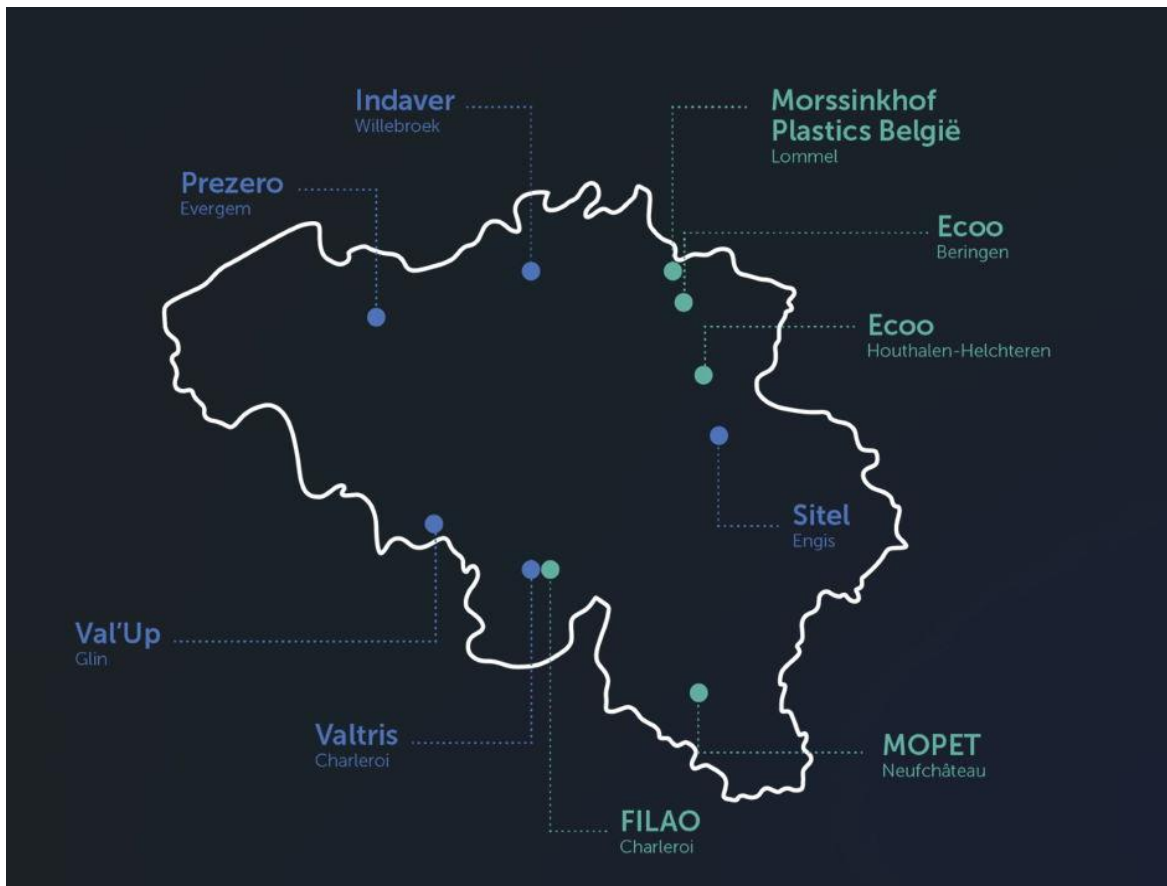 Indaver
Willebroek
Morssinkhof
Plastics België
Lommel
Prezero
Evergem
Ecoo
Beringen
Ecoo
Houthalen-Helchteren
Sitel
Engis
Val'Up
Glin
Valtris
Charleroi
MOPET
Neufchâteau
FILAO
Charleroi